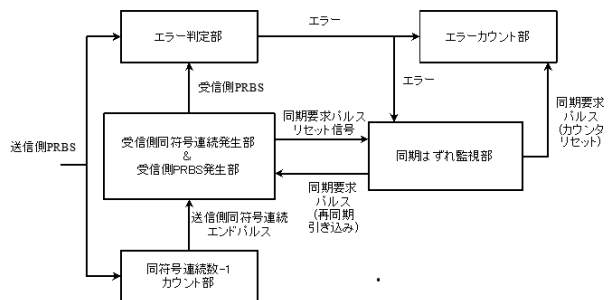 エラー判定部
エラー
エラーカウント部
エラー
受信側PRBS
同期要求パルス
リセット信号
同期要求
パルス
(カウンタ
リセット)
送信側PRBS
受信側同符号連続発生部
&
受信側PRBS発生部
同期はずれ監視部
同期要求
パルス
(再同期
引き込み)
送信側同符号連続
エンドパルス
同符号連続数-1
カウント部